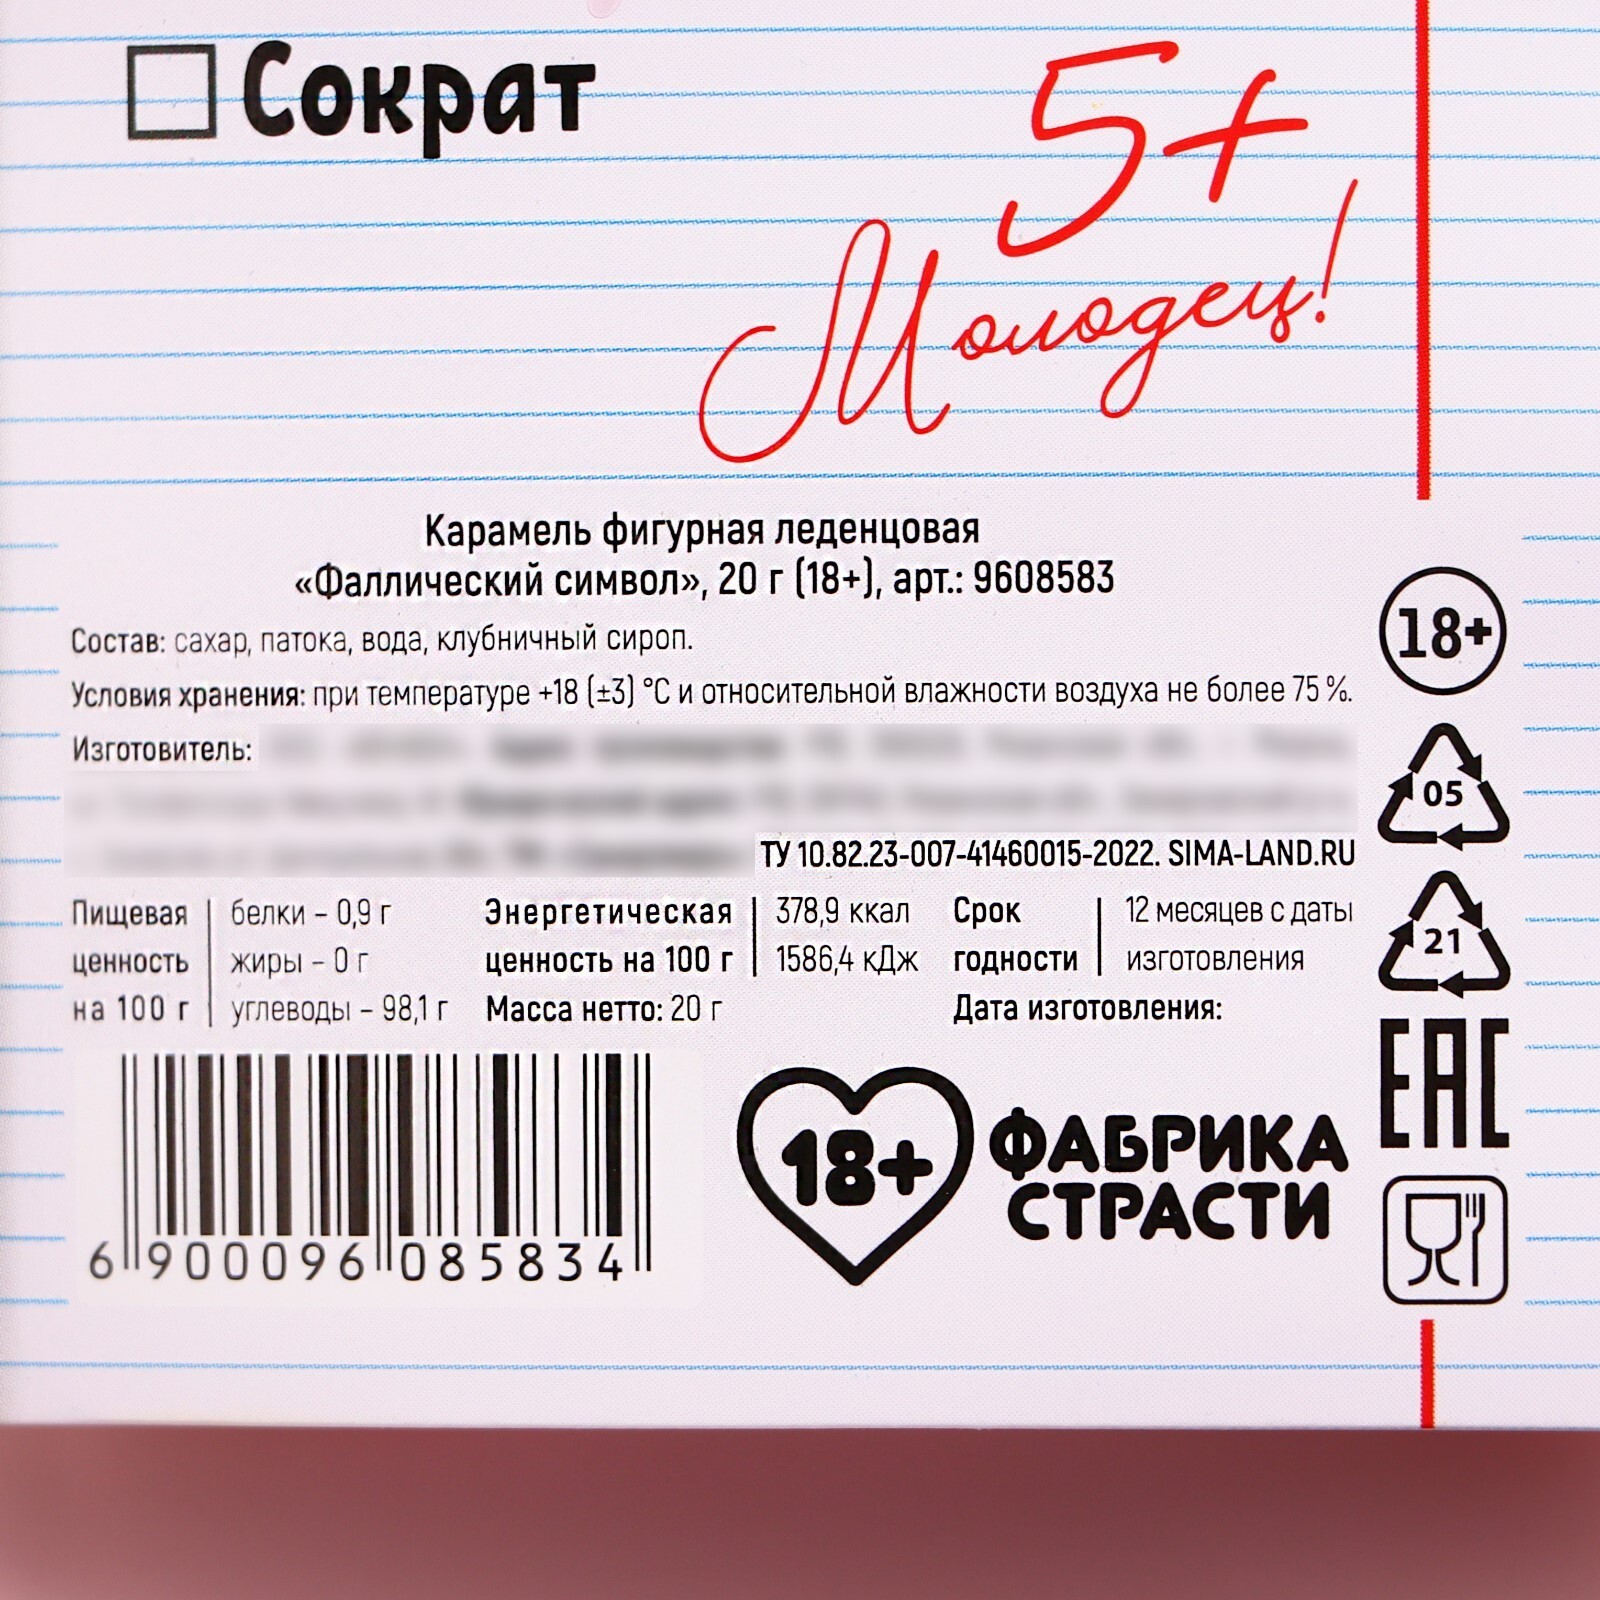 Сократ
5+
Молодец!
Карамель фигурная леденцовая
«Фаллический символ», 20 г (18+), арт.: 9608583
Состав: сахар, патока, вода, клубничный сироп.
Условия хранения: при температуре +18 (±3) °С и относительной влажности воздуха не более 75 %.
Изготовитель:
ТУ 10.82.23-007-41460015-2022. SIMA-LAND.RU
Пищевая ценность на 100 г
белки – 0,9 г
жиры – 0 г
углеводы – 98,1 г
Энергетическая ценность на 100 г
378,9 ккал
1586,4 кДж
Масса нетто: 20 г
Срок годности
12 месяцев с даты
изготовления
Дата изготовления:
18+
05
21
EAC
6 900096 085834
18+
ФАБРИКА
СТРАСТИ